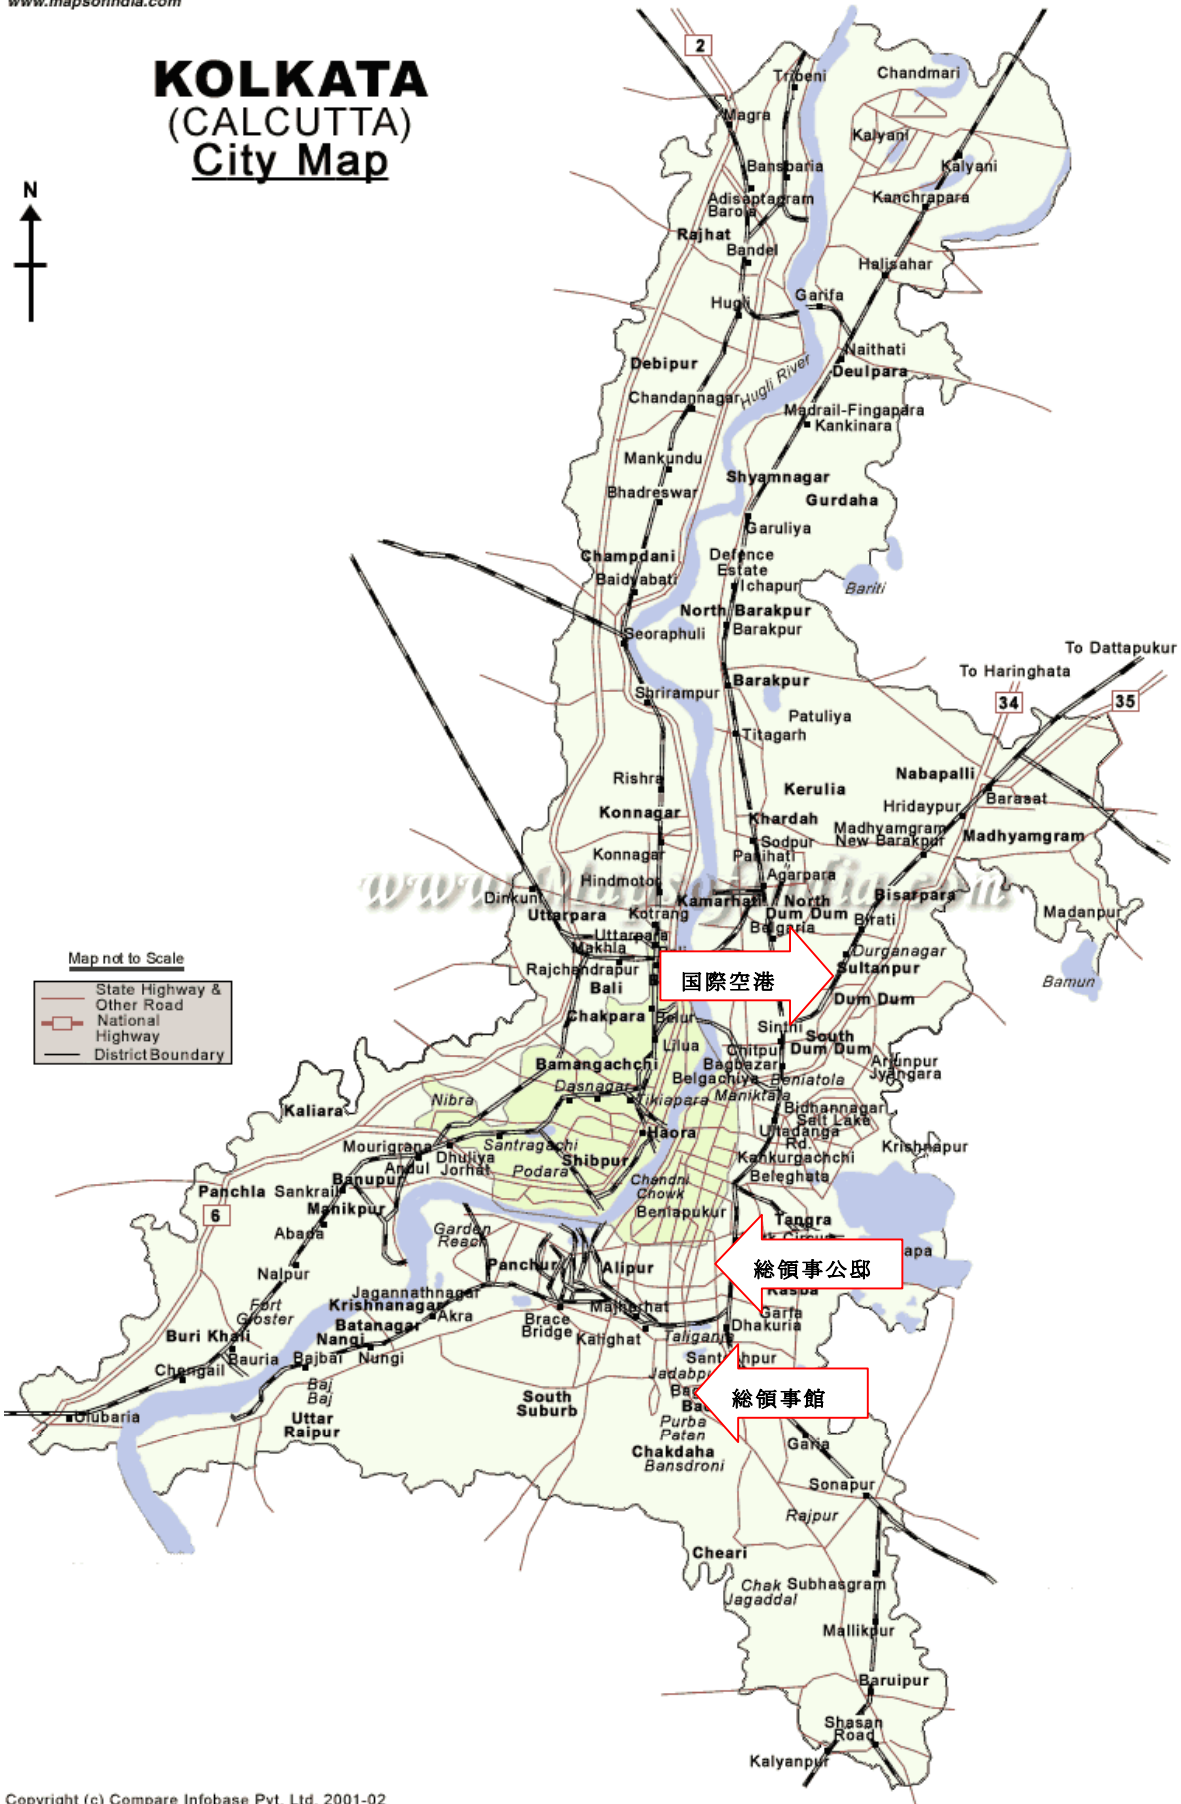 www.mapsofindia.com
KOLKATA
(CALCUTTA)
City Map
N
2
Tribeni
Chandmari
Magra
Kalyani
Bansbaria
Kalyani
Adisaptagram
Kanchrapara
Rajhat
Bandel
Halisahar
Hugli
Garifa
Naithati
Debipur
Deulpara
Hugli River
Chandannagar
Madrail-Fingapara
Kankinara
Mankundu
Shyamnagar
Bhadreswar
Gurdaha
Garuliya
Champdani
Defence
Estate
Baidyabati
Ichapur
Bariti
North Barakpur
Seoraphuli
Barakpur
To Dattapukur
To Haringhata
Barakpur
Shrirampur
34
35
Patuliya
Titagarh
Rishra
Nabapalli
Kerulia
Barasat
Konnagar
Hridaypur
Khardah
Madhyamgram
Madhyamgram
Sodpur
New Barakpur
Konnagar
Panihati
Agarpara
Hindmotor
www.Mapsofindia.com
Dinkuni
Bisarpara
Kamarhati
North
Dum Dum
Uttarpara
Kotrang
Madanpur
Birati
Belgaria
Uttarpara
Makhla
Durganagar
Rajchandrapur
Sultanpur
Bamun
国際空港
Bali
Dum Dum
Chakpara
Belur
Sinthi
South
Dum Dum
Lilua
Chitpur
Bamangachchi
Bagbazar
Arjunpur
Jyangara
Belgachiya
Beniatola
Dasnagar
Tikiapara
Maniktala
Nibra
Bidhannagar
Salt Lake
Kaliara
Ultadanga
Rd.
Haora
Mourigrana
Santragachi
Krishnapur
Dhuliya
Shibpur
Kankurgachchi
Andul
Jorhat
Podara
Beleghata
Banupur
Chandni
Chowk
Panchla
Sankrail
Manikpur
Beniapukur
6
Tangra
Abada
Garden
Reach
総領事公邸
Panchur
Alipur
Nalpur
Jagannathnagar
Krishnanagar
Majherhat
Garfa
Fort
Gloster
Akra
Brace
Bridge
Batanagar
Dhakuria
Buri Khali
Nangi
Kalighat
Taliganj
Bauria
Bajbai
Nungi
Chengail
Baj
Baj
総領事館
South
Suburb
Ulubaria
Uttar
Raipur
Purba
Patan
Chakdaha
Garia
Bansdroni
Sonapur
Rajpur
Cheari
Chak
Jagaddal
Subhasgram
Mallikpur
Baruipur
Shasan
Road
Kalyanpur
Map not to Scale
State Highway &
Other Road
National
Highway
District Boundary
Copyright (c) Compare Infobase Pvt. Ltd. 2001-02